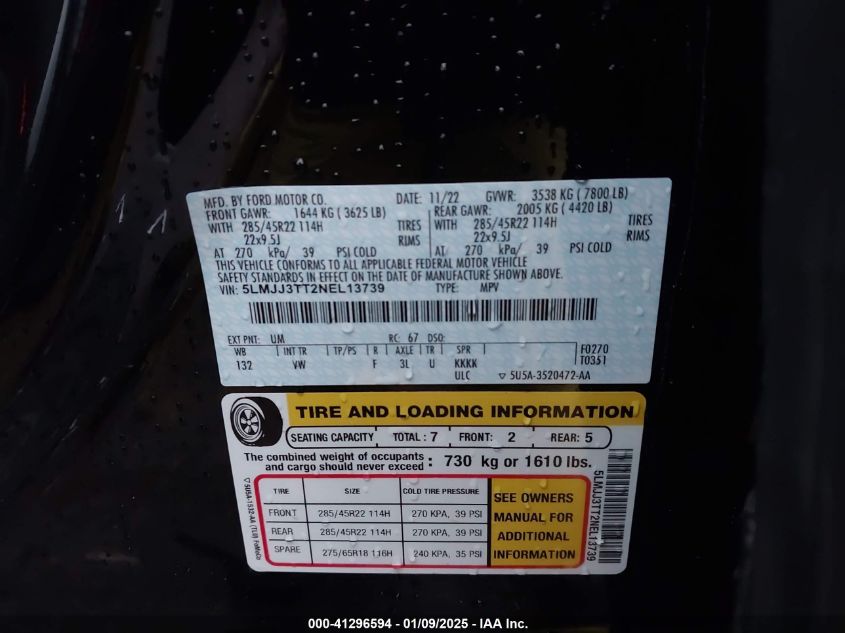 MFD. BY FORD MOTOR CO. DATE: 11/22 GVWR: 3538 KG ( 7800 LB)
FRONT GAWR: 1644 KG ( 3625 LB) REAR GAWR: 2005 KG ( 4420 LB)
WITH 285/45R22 114H TIRES WITH 285/45R22 114H TIRES
22x9.5J RIMS 22x9.5J RIMS
AT 270 kPa/ 39 PSI COLD AT 270 kPa/ 39 PSI COLD
THIS VEHICLE CONFORMS TO ALL APPLICABLE FEDERAL MOTOR VEHICLE
SAFETY STANDARDS IN EFFECT ON THE DATE OF MANUFACTURE SHOWN ABOVE.
VIN: 5LMJJ3TT2NEL13739 TYPE: MPV
EXT PNT: UM RC: 67 DSO:
WB INT TR TP/PS R AXLE TR SPR F0270
132 VW F 3L U KKKK T0351
ULC ▽ 5U5A-3520472-AA
TIRE AND LOADING INFORMATION
SEATING CAPACITY TOTAL : 7 FRONT: 2 REAR: 5
The combined weight of occupants
and cargo should never exceed : 730 kg or 1610 lbs.
TIRE SIZE COLD TIRE PRESSURE
FRONT 285/45R22 114H 270 KPA, 39 PSI
REAR 285/45R22 114H 270 KPA, 39 PSI
SPARE 275/65R18 116H 240 KPA, 35 PSI
SEE OWNERS
MANUAL FOR
ADDITIONAL
INFORMATION
5LMJJ3TT2NEL13739
▽ 5U5A-1532-AA (TLU)
000-41296594 - 01/09/2025 - IAA Inc.